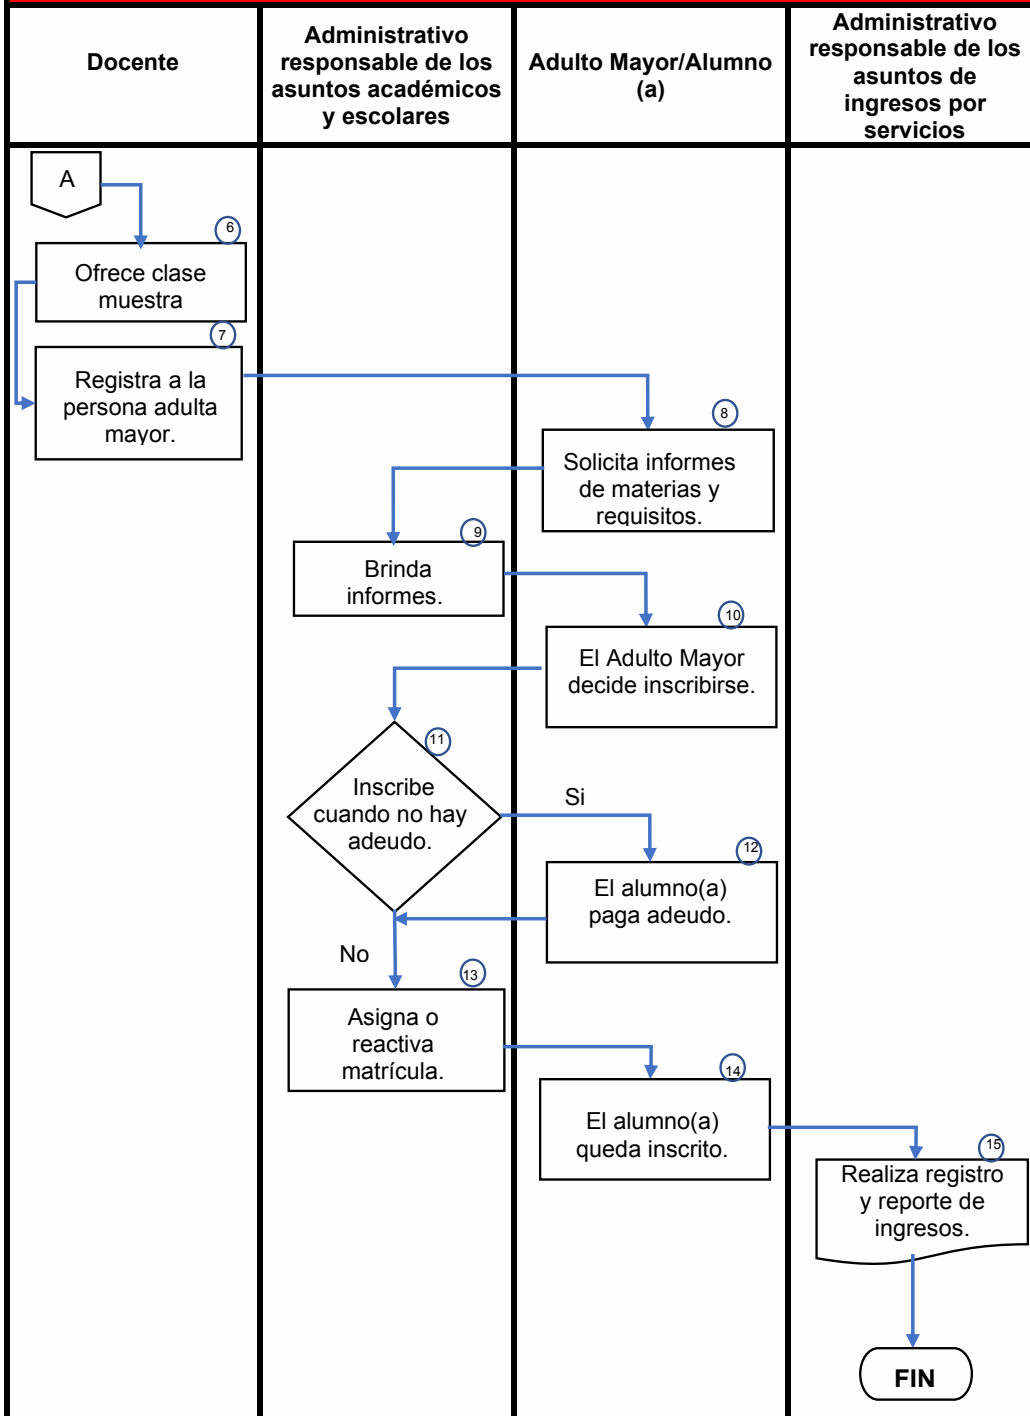 Docente
Administrativo
responsable de los
asuntos académicos
y escolares
Adulto Mayor/Alumno
(a)
Administrativo
responsable de los
asuntos de
ingresos por
servicios
A
6
Ofrece clase
muestra
7
Registra a la
persona adulta
mayor.
8
Solicita informes
de materias y
requisitos.
9
Brinda
informes.
10
El Adulto Mayor
decide inscribirse.
11
Inscribe
cuando no hay
adeudo.
Si
12
El alumno(a)
paga adeudo.
No
13
Asigna o
reactiva
matrícula.
14
El alumno(a)
queda inscrito.
15
Realiza registro
y reporte de
ingresos.
FIN